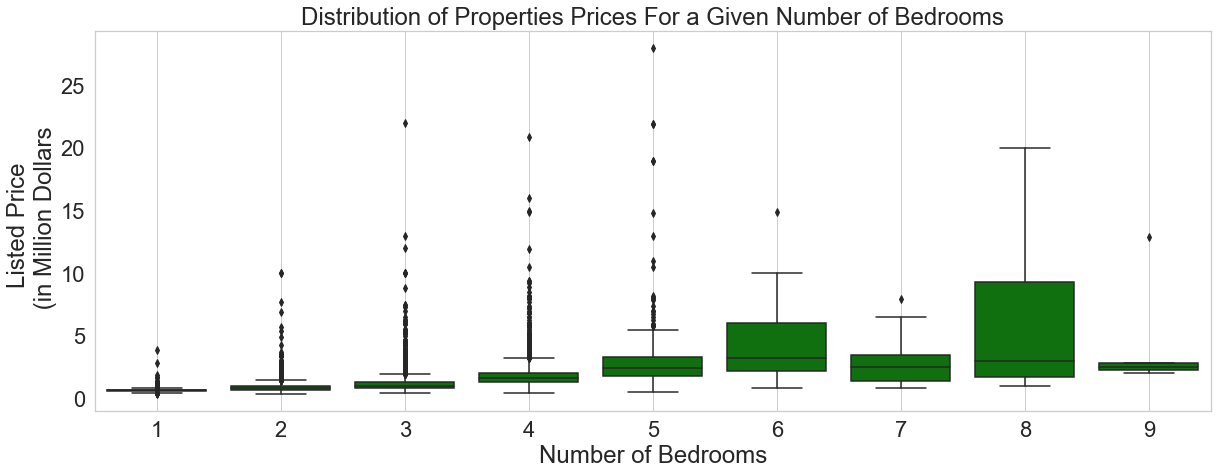 Distribution of Properties Prices For a Given Number of Bedrooms
Listed Price
(in Million Dollars
25
20
15
10
5
0
1 2 3 4 5 6 7 8 9
Number of Bedrooms